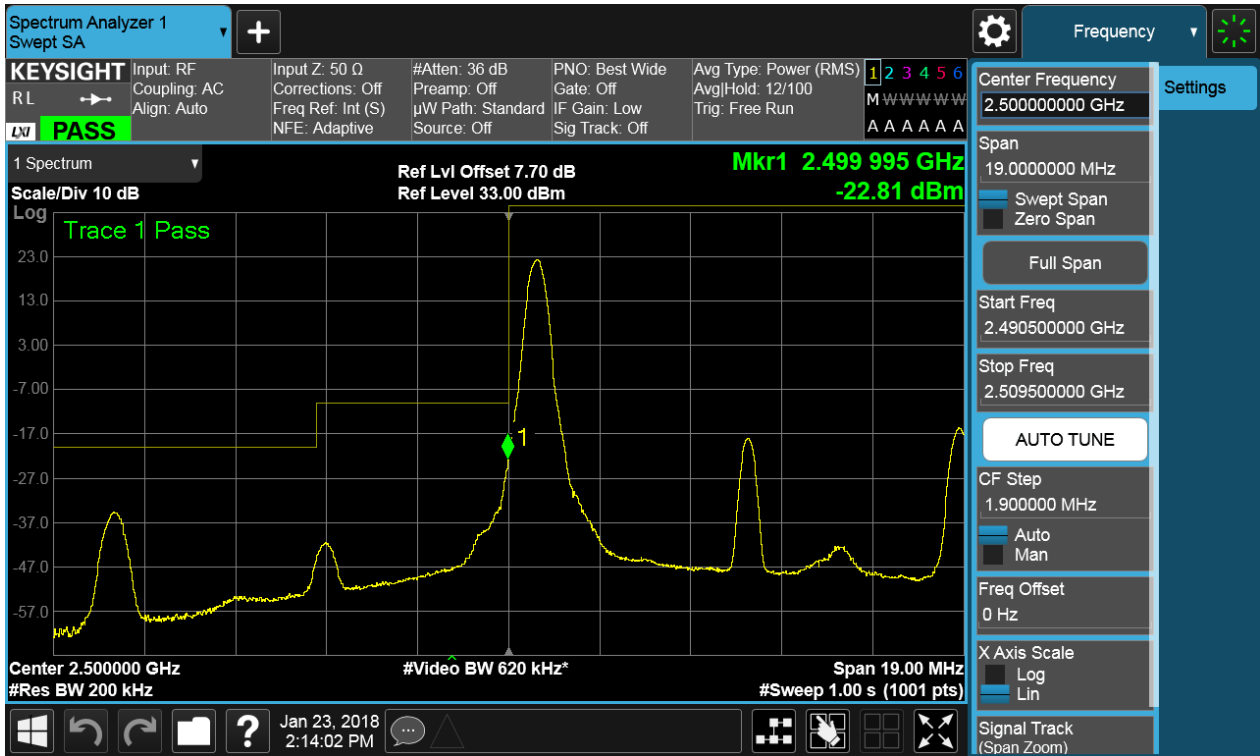 Spectrum Analyzer 1
Swept SA
Frequency
KEYSIGHT
R L
LXI PASS
Input: RF
Coupling: AC
Align: Auto
Input Z: 50 Ω
Corrections: Off
Freq Ref: Int (S)
NFE: Adaptive
#Atten: 36 dB
Preamp: Off
µW Path: Standard
Source: Off
PNO: Best Wide
Gate: Off
IF Gain: Low
Sig Track: Off
Avg Type: Power (RMS)
Avg|Hold: 12/100
Trig: Free Run
1 2 3 4 5 6
M W W W W W
A A A A A A
1 Spectrum
Scale/Div 10 dB
Ref Lvl Offset 7.70 dB
Ref Level 33.00 dBm
Mkr1 2.499 995 GHz
-22.81 dBm
Log
Trace 1 Pass
23.0
13.0
3.00
-7.00
-17.0
1
-27.0
-37.0
-47.0
-57.0
Center 2.500000 GHz
#Video BW 620 kHz*
Span 19.00 MHz
#Res BW 200 kHz
#Sweep 1.00 s (1001 pts)
Jan 23, 2018
2:14:02 PM
Center Frequency
2.500000000 GHz
Span
19.0000000 MHz
Swept Span
Zero Span
Full Span
Start Freq
2.490500000 GHz
Stop Freq
2.509500000 GHz
AUTO TUNE
CF Step
1.900000 MHz
Auto
Man
Freq Offset
0 Hz
X Axis Scale
Log
Lin
Signal Track
(Span Zoom)
Settings